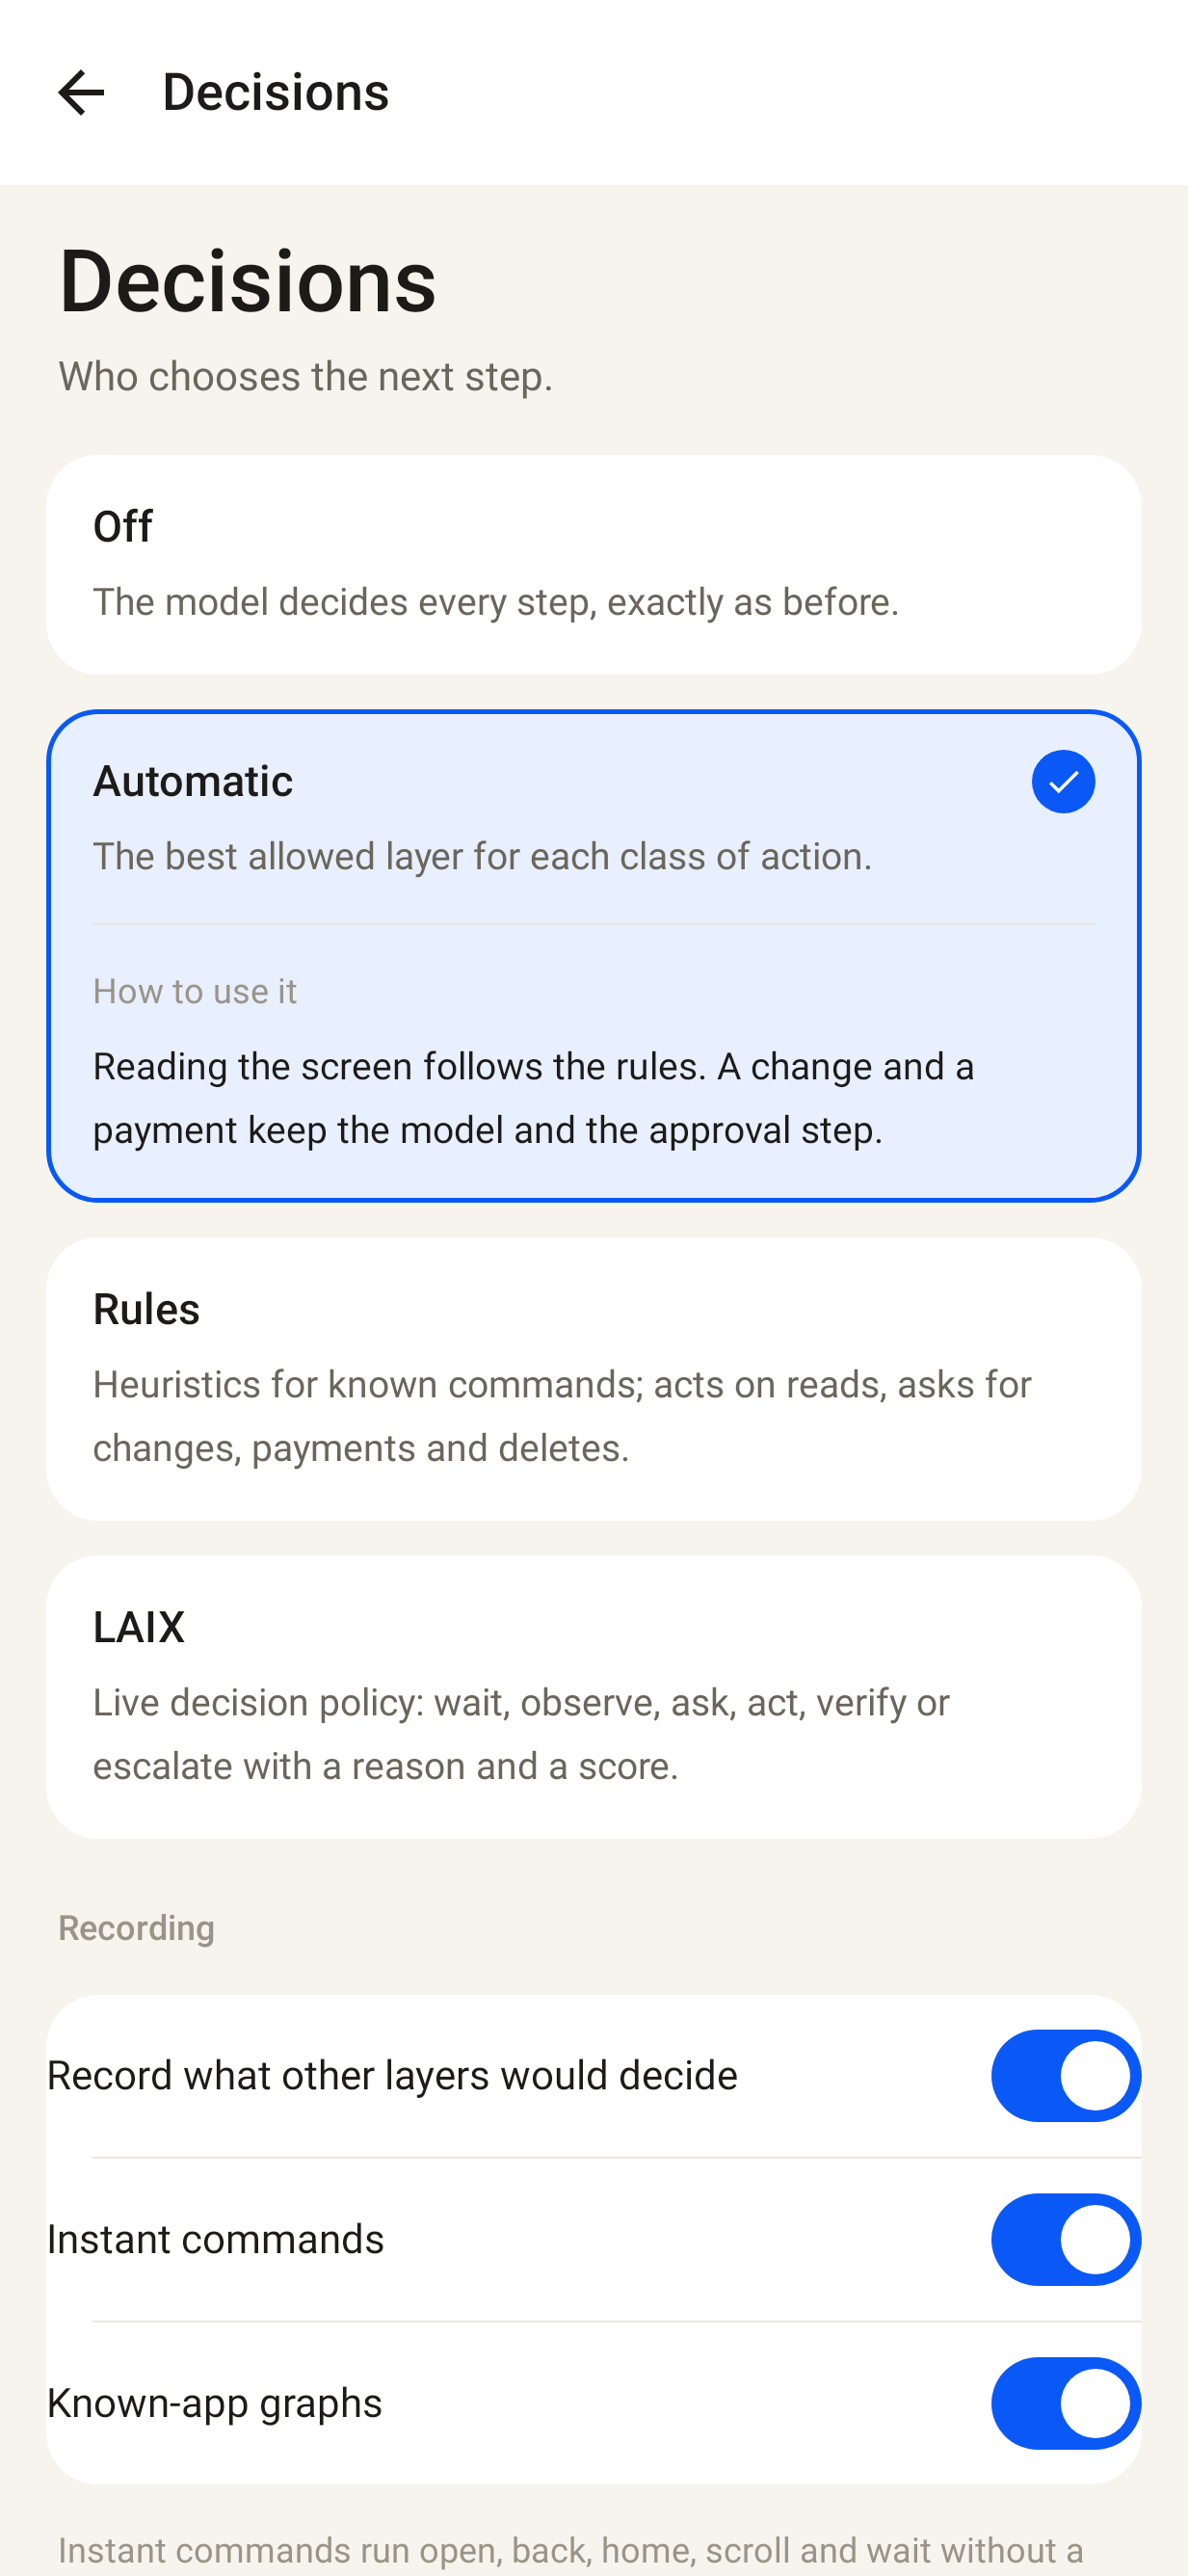 Decisions
Decisions
Who chooses the next step.
Off
The model decides every step, exactly as before.
Automatic
The best allowed layer for each class of action.
How to use it
Reading the screen follows the rules. A change and a
payment keep the model and the approval step.
Rules
Heuristics for known commands; acts on reads, asks for
changes, payments and deletes.
LAIX
Live decision policy: wait, observe, ask, act, verify or
escalate with a reason and a score.
Recording
Record what other layers would decide
Instant commands
Known-app graphs
Instant commands run open, back, home, scroll and wait without a